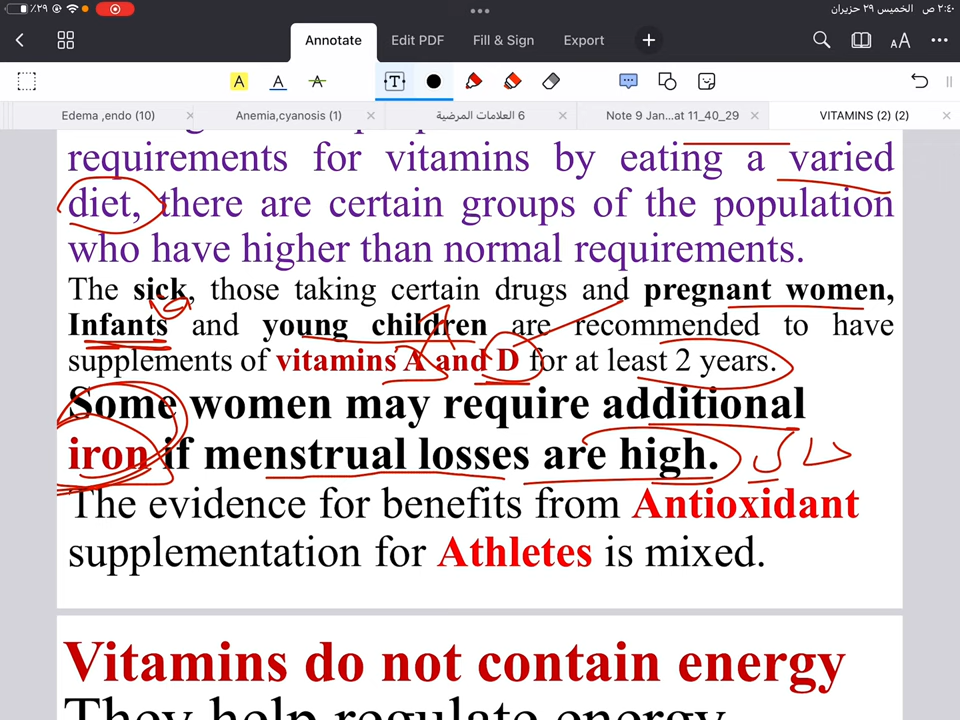 ٪٢٩
٢:٤٠ ص الخميس ٢٩ حزيران
Annotate Edit PDF Fill & Sign Export
Edema ,endo (10) Anemia,cyanosis (1) 6 العلامات المرضية Note 9 Jan...at 11_40_29 VITAMINS (2) (2)
requirements for vitamins by eating a varied
diet, there are certain groups of the population
who have higher than normal requirements.
The sick, those taking certain drugs and pregnant women,
Infants and young children are recommended to have
supplements of vitamins A and D for at least 2 years.
Some women may require additional
iron if menstrual losses are high.
The evidence for benefits from Antioxidant
supplementation for Athletes is mixed.
Vitamins do not contain energy
They help regulate energy